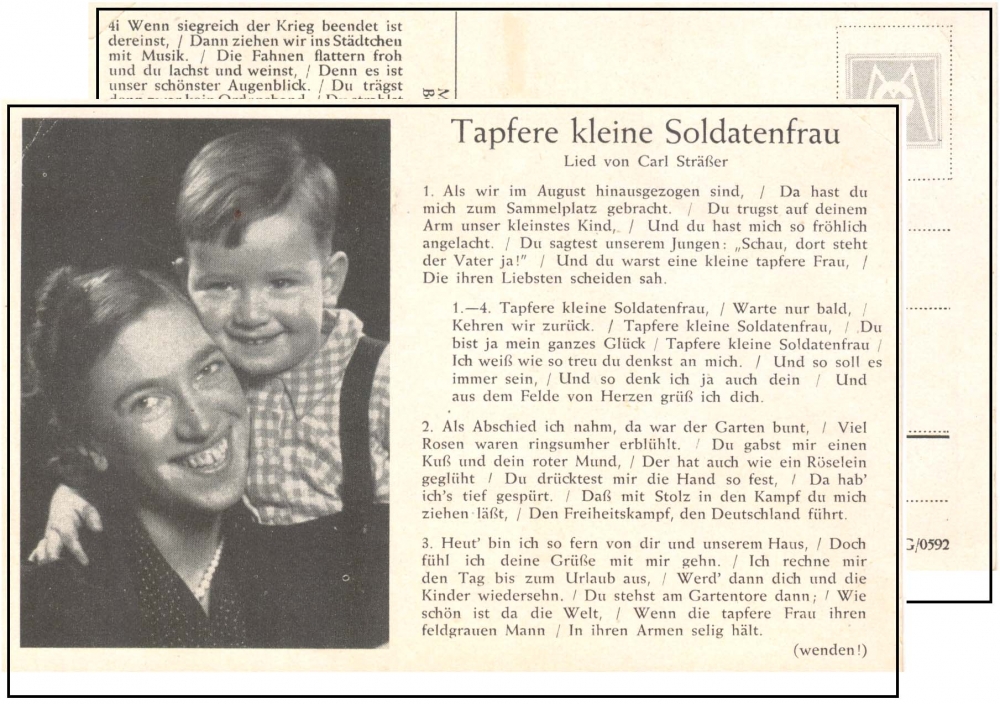 4i Wenn siegreich der Krieg beendet ist
dereinst, / Dann ziehen wir ins Städtchen
mit Musik. / Die Fahnen flattern froh
und du lachst und weinst, / Denn es ist
unser schönster Augenblick. / Du trägst
Tapfere kleine Soldatenfrau
Lied von Carl Sträßer
1. Als wir im August hinausgezogen sind, / Da hast du
mich zum Sammelplatz gebracht. / Du trugst auf deinem
Arm unser kleinstes Kind, / Und du hast mich so fröhlich
angelacht. / Du sagtest unserem Jungen: „Schau, dort steht
der Vater ja!" / Und du warst eine kleine tapfere Frau, /
Die ihren Liebsten scheiden sah.
1.—4. Tapfere kleine Soldatenfrau, / Warte nur bald, /
Kehren wir zurück. / Tapfere kleine Soldatenfrau, / Du
bist ja mein ganzes Glück / Tapfere kleine Soldatenfrau /
Ich weiß wie so treu du denkst an mich. / Und so soll es
immer sein, / Und so denk ich ja auch dein / Und
aus dem Felde von Herzen grüß ich dich.
2. Als Abschied ich nahm, da war der Garten bunt, / Viel
Rosen waren ringsumher erblühlt. / Du gabst mir einen
Kuß und dein roter Mund, / Der hat auch wie ein Röselein
geglüht / Du drücktest mir die Hand so fest, / Da hab'
ich's tief gespürt. / Daß mit Stolz in den Kampf du mich
ziehen läßt, / Den Freiheitskampf, den Deutschland führt.
3. Heut' bin ich so fern von dir und unserem Haus, / Doch
fühl ich deine Grüße mit mir gehn. / Ich rechne mir
den Tag bis zum Urlaub aus, / Werd' dann dich und die
Kinder wiedersehn. / Du stehst am Gartentore dann; / Wie
schön ist da die Welt, / Wenn die tapfere Frau ihren
feldgrauen Mann / In ihren Armen selig hält.
(wenden!)
G/0592